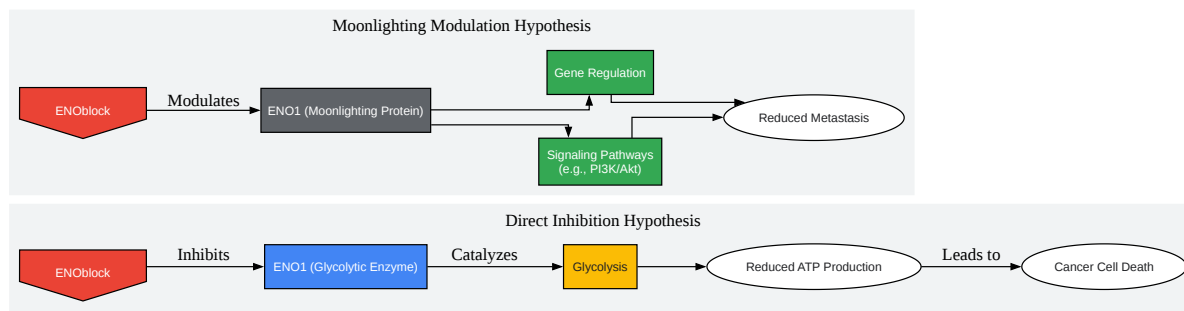 Moonlighting Modulation Hypothesis
Gene Regulation
ENOblock
Modulates
ENO1 (Moonlighting Protein)
Reduced Metastasis
Signaling Pathways
(e.g., PI3K/Akt)
Direct Inhibition Hypothesis
ENOblock
Inhibits
ENO1 (Glycolytic Enzyme)
Catalyzes
Glycolysis
Reduced ATP Production
Leads to
Cancer Cell Death